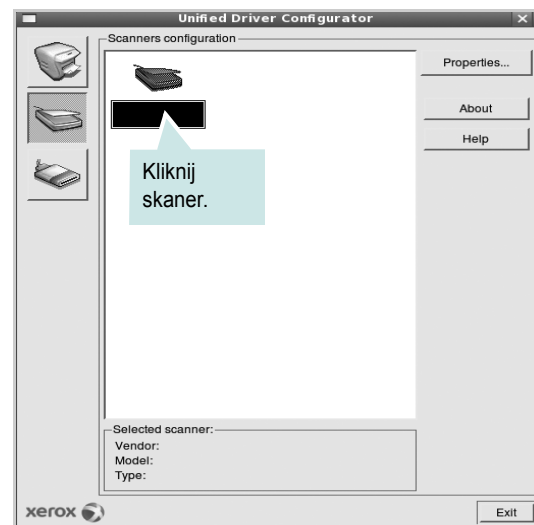 Unified Driver Configurator
Scanners configuration
Properties...
About
Help
Kliknij
skaner.
Selected scanner:
Vendor:
Model:
Type:
xerox
Exit